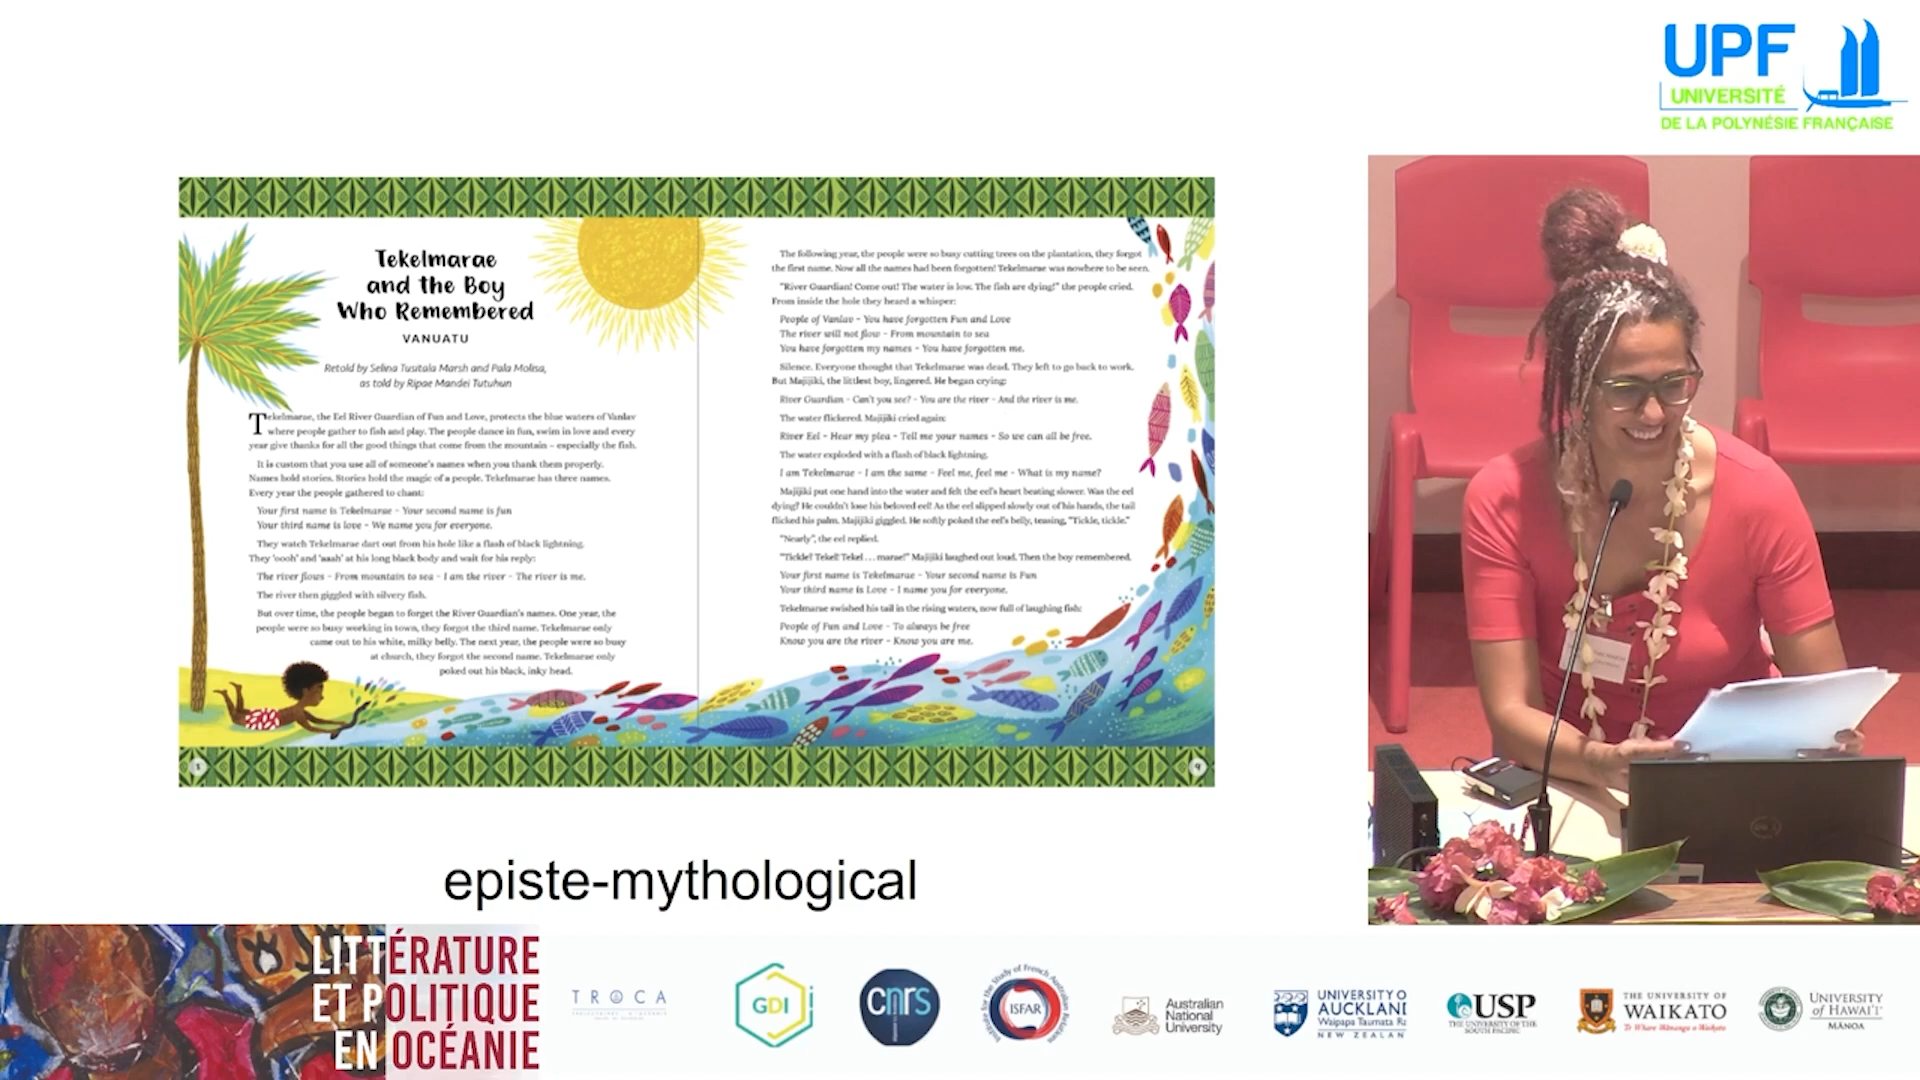 UPF
UNIVERSITÉ
DE LA POLYNÉSIE FRANÇAISE
Tekelmarae
and the Boy
Who Remembered
VANUATU
Retold by Selina Tusitala Marsh and Pala Molisa,
as told by Ripae Mandei Tutuhun
Tekelmarae, the Eel River Guardian of Fun and Love, protects the blue waters of Vanlav
where people gather to fish and play. The people dance in fun, swim in love and every
year give thanks for all the good things that come from the mountain – especially the fish.
It is custom that you use all of someone's names when you thank them properly.
Names hold stories. Stories hold the magic of a people. Tekelmarae has three names.
Every year the people gathered to chant:
Your first name is Tekelmarae – Your second name is fun
Your third name is love – We name you for everyone.
They watch Tekelmarae dart out from his hole like a flash of black lightning.
They 'oooh' and 'aaah' at his long black body and wait for his reply:
The river flows – From mountain to sea – I am the river – The river is me.
The river then giggled with silvery fish.
But over time, the people began to forget the River Guardian's names. One year, the
people were so busy working in town, they forgot the third name. Tekelmarae only
came out to his white, milky belly. The next year, the people were so busy
at church, they forgot the second name. Tekelmarae only
poked out his black, inky head.
The following year, the people were so busy cutting trees on the plantation, they forgot
the first name. Now all the names had been forgotten! Tekelmarae was nowhere to be seen.
"River Guardian! Come out! The water is low. The fish are dying!" the people cried.
From inside the hole they heard a whisper:
People of Vanlav – You have forgotten Fun and Love
The river will not flow – From mountain to sea
You have forgotten my names – You have forgotten me.
Silence. Everyone thought that Tekelmarae was dead. They left to go back to work.
But Majijiki, the littlest boy, lingered. He began crying:
River Guardian – Can't you see? – You are the river – And the river is me.
The water flickered. Majijiki cried again:
River Eel – Hear my plea – Tell me your names – So we can all be free.
The water exploded with a flash of black lightning.
I am Tekelmarae – I am the same – Feel me, feel me – What is my name?
Majijiki put one hand into the water and felt the eel's heart beating slower. Was the eel
dying? He couldn't lose his beloved eel! As the eel slipped slowly out of his hands, the tail
flicked his palm. Majijiki giggled. He softly poked the eel's belly, teasing, "Tickle, tickle."
"Nearly", the eel replied.
"Tickle! Tekel! Tekel . . . marae!" Majijiki laughed out loud. Then the boy remembered.
Your first name is Tekelmarae – Your second name is Fun
Your third name is Love – I name you for everyone.
Tekelmarae swished his tail in the rising waters, now full of laughing fish:
People of Fun and Love – To always be free
Know you are the river – Know you are me.
9
episte-mythological
LITTÉRATURE
ET POLITIQUE
EN OCÉANIE
TROCA
GDI
cnrs
Institute for the Study of French Australian Relations
ISFAR
Australian
National
University
UNIVERSITY O
AUCKLAND
Waipapa Taumata Ra
NEW ZEALAN
USP
THE UNIVERSITY OF THE
SOUTH PACIFIC
THE UNIVERSITY OF
WAIKATO
Te Whare Wānanga o Waikato
UNIVERSITY
of HAWAI'I
MĀNOA